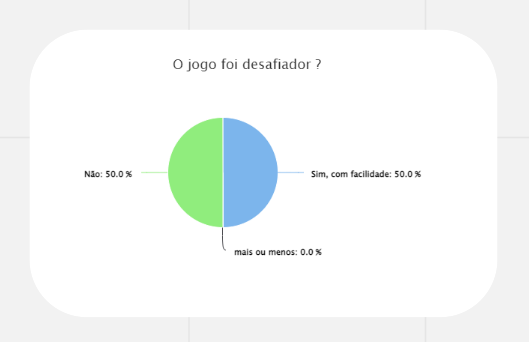 O jogo foi desafiador ?
Não: 50.0 %
Sim, com facilidade: 50.0 %
mais ou menos: 0.0 %